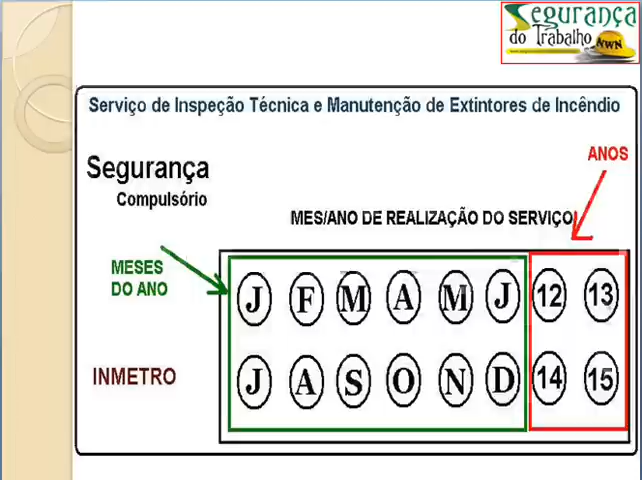 Segurança
do Trabalho NWN
Serviço de Inspeção Técnica e Manutenção de Extintores de Incêndio
ANOS
Segurança
Compulsório
MES/ANO DE REALIZAÇÃO DO SERVIÇO
MESES
DO ANO
J F M A M J 12 13
INMETRO
J A S O N D 14 15